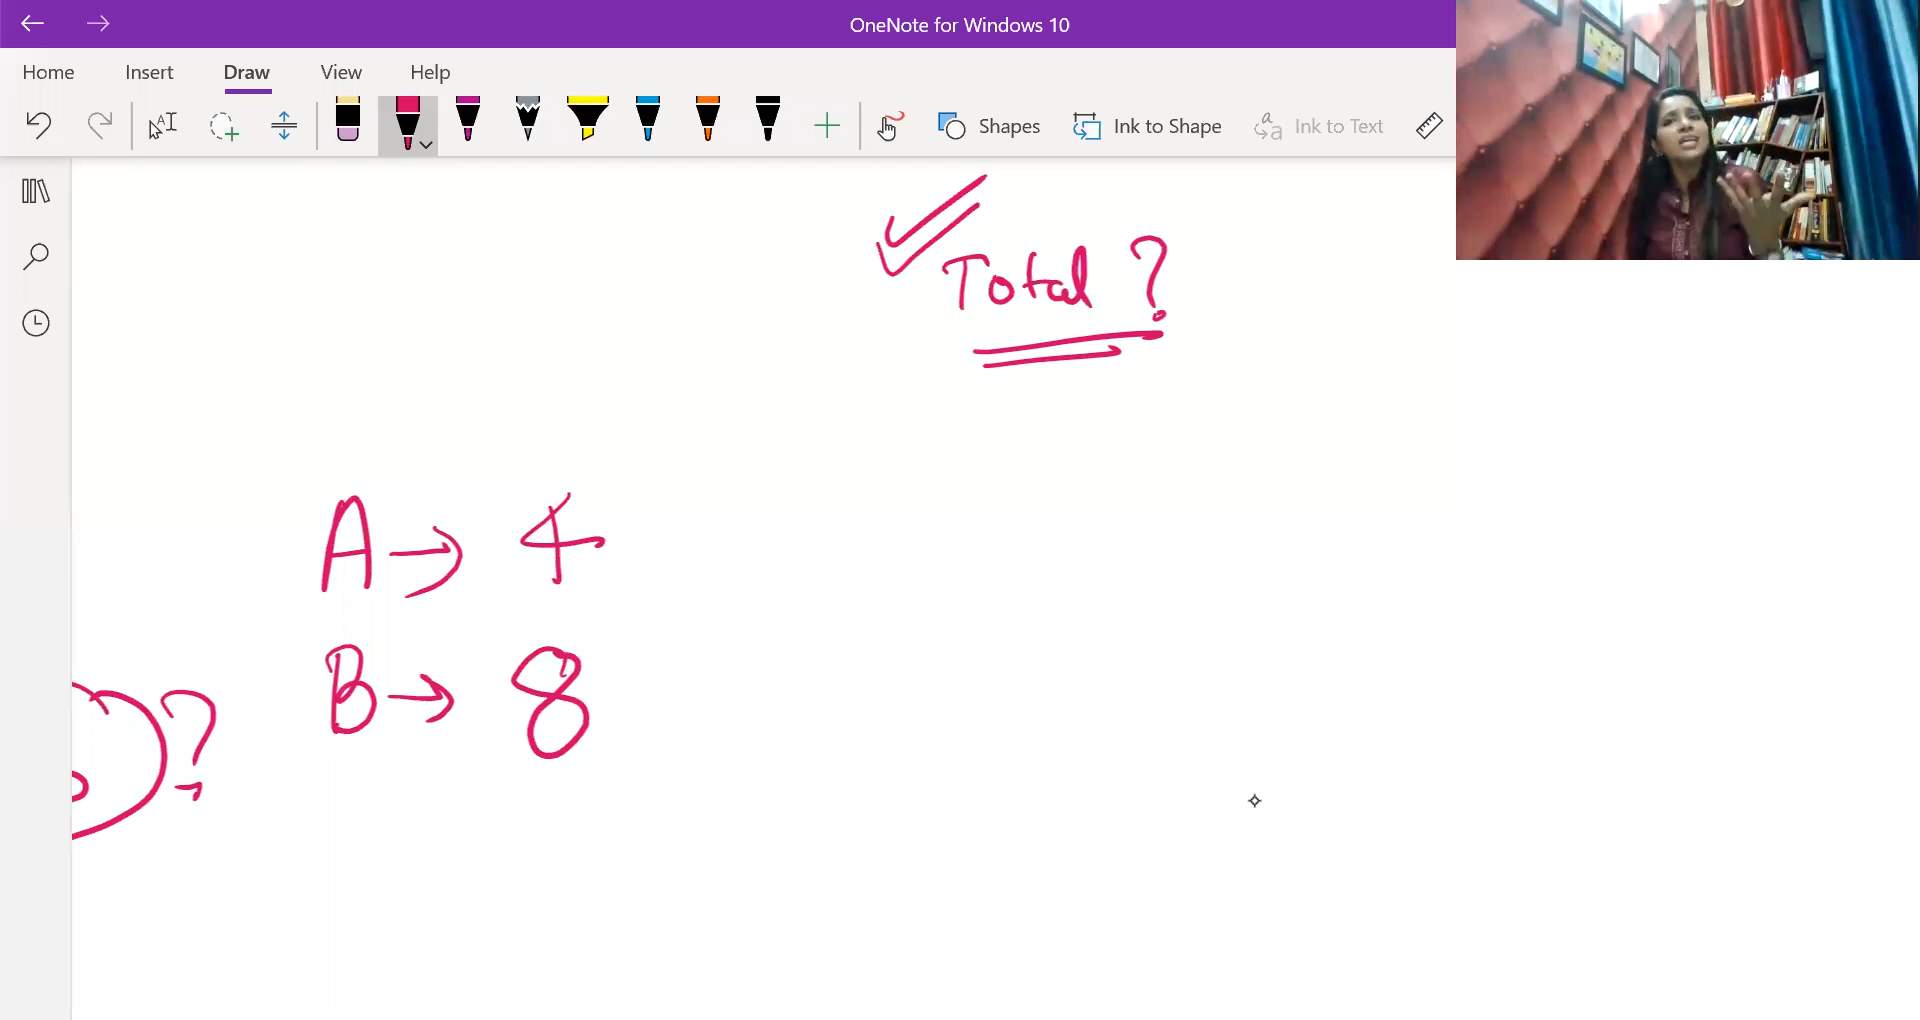 OneNote for Windows 10
Home Insert Draw View Help
Shapes Ink to Shape Ink to Text
Total ?
A → 4
B → 8
?